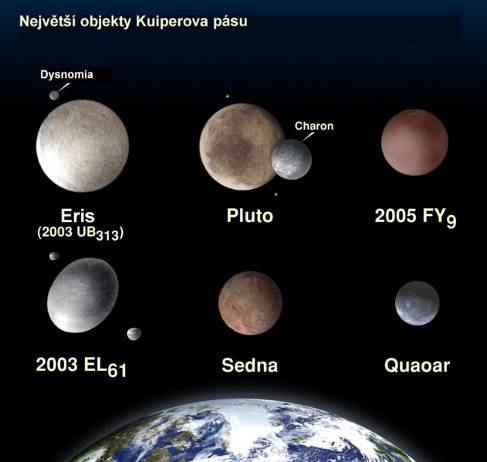 Největší objekty Kuiperova pásu
Dysnomia
Charon
Eris
(2003 UB313)
Pluto
2005 FY9
2003 EL61
Sedna
Quaoar